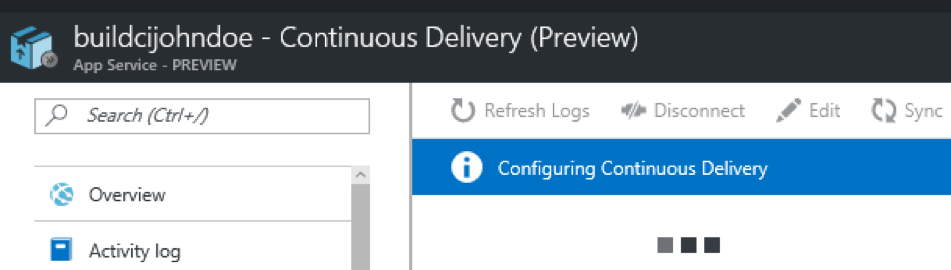 buildcijohndoe - Continuous Delivery (Preview)
App Service - PREVIEW
Search (Ctrl+/)
Refresh Logs Disconnect Edit Sync
Configuring Continuous Delivery
Overview
Activity log